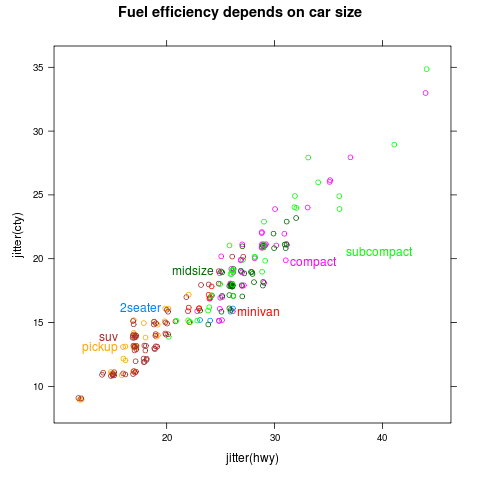 Fuel efficiency depends on car size
jitter(cty)
35
30
25
20
15
10
subcompact
compact
midsize
2seater
minivan
suv
pickup
20
30
40
jitter(hwy)